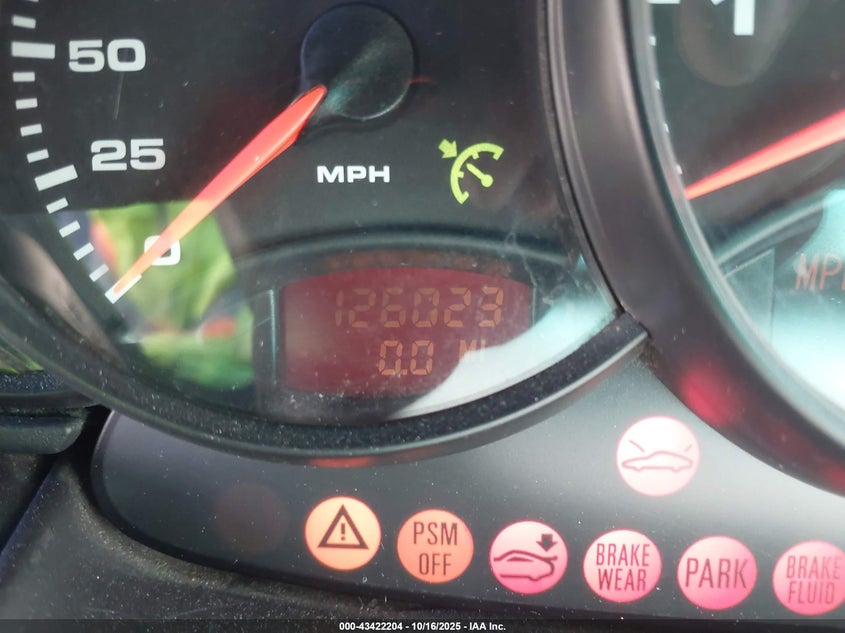 50
25
MPH
0
1
126023
0.0 MI
PSM
OFF
BRAKE
WEAR
PARK
BRAKE
FLUID
000-43422204 - 10/16/2025 - IAA Inc.